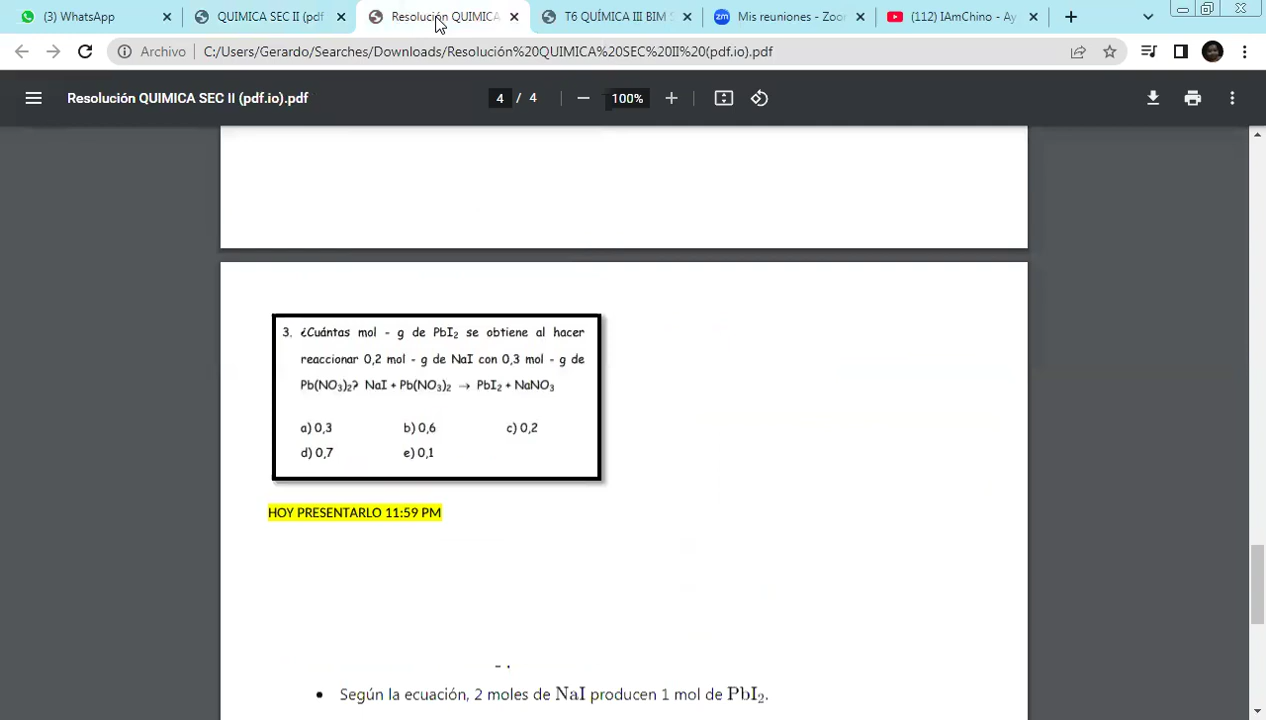 (3) WhatsApp
QUIMICA SEC II (pdf
Resolución QUIMICA
T6 QUÍMICA III BIM
Mis reuniones - Zoom
(112) IAmChino - Ay
Archivo
C:/Users/Gerardo/Searches/Downloads/Resolución%20QUIMICA%20SEC%20II%20(pdf.io).pdf
Resolución QUIMICA SEC II (pdf.io).pdf
4 / 4
100%
3. ¿Cuántas mol - g de PbI₂ se obtiene al hacer
reaccionar 0,2 mol - g de NaI con 0,3 mol - g de
Pb(NO₃)₂? NaI + Pb(NO₃)₂ → PbI₂ + NaNO₃
a) 0,3 b) 0,6 c) 0,2
d) 0,7 e) 0,1
HOY PRESENTARLO 11:59 PM
• Según la ecuación, 2 moles de NaI producen 1 mol de PbI₂.